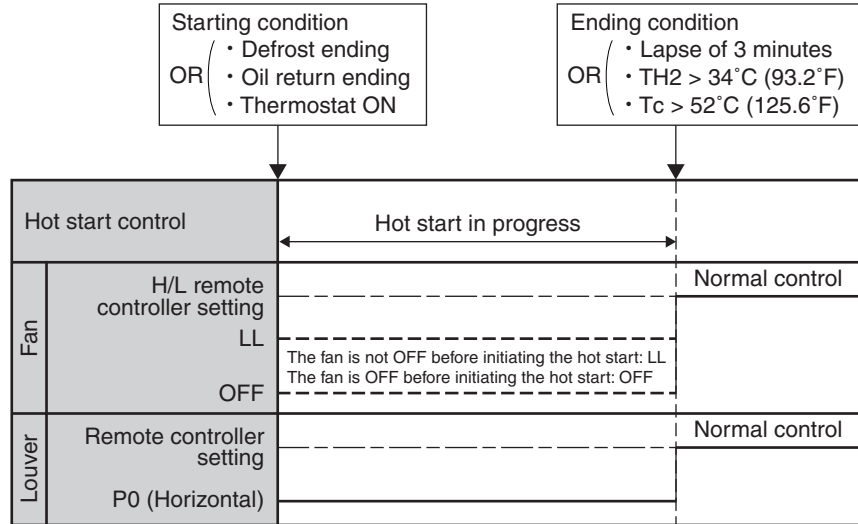 Starting condition
OR
・Defrost ending
・Oil return ending
・Thermostat ON
Ending condition
OR
・Lapse of 3 minutes
・TH2 > 34˚C (93.2˚F)
・Tc > 52˚C (125.6˚F)
Hot start control
Hot start in progress
Fan
H/L remote
controller setting
LL
OFF
Normal control
The fan is not OFF before initiating the hot start: LL
The fan is OFF before initiating the hot start: OFF
Louver
Remote controller
setting
P0 (Horizontal)
Normal control